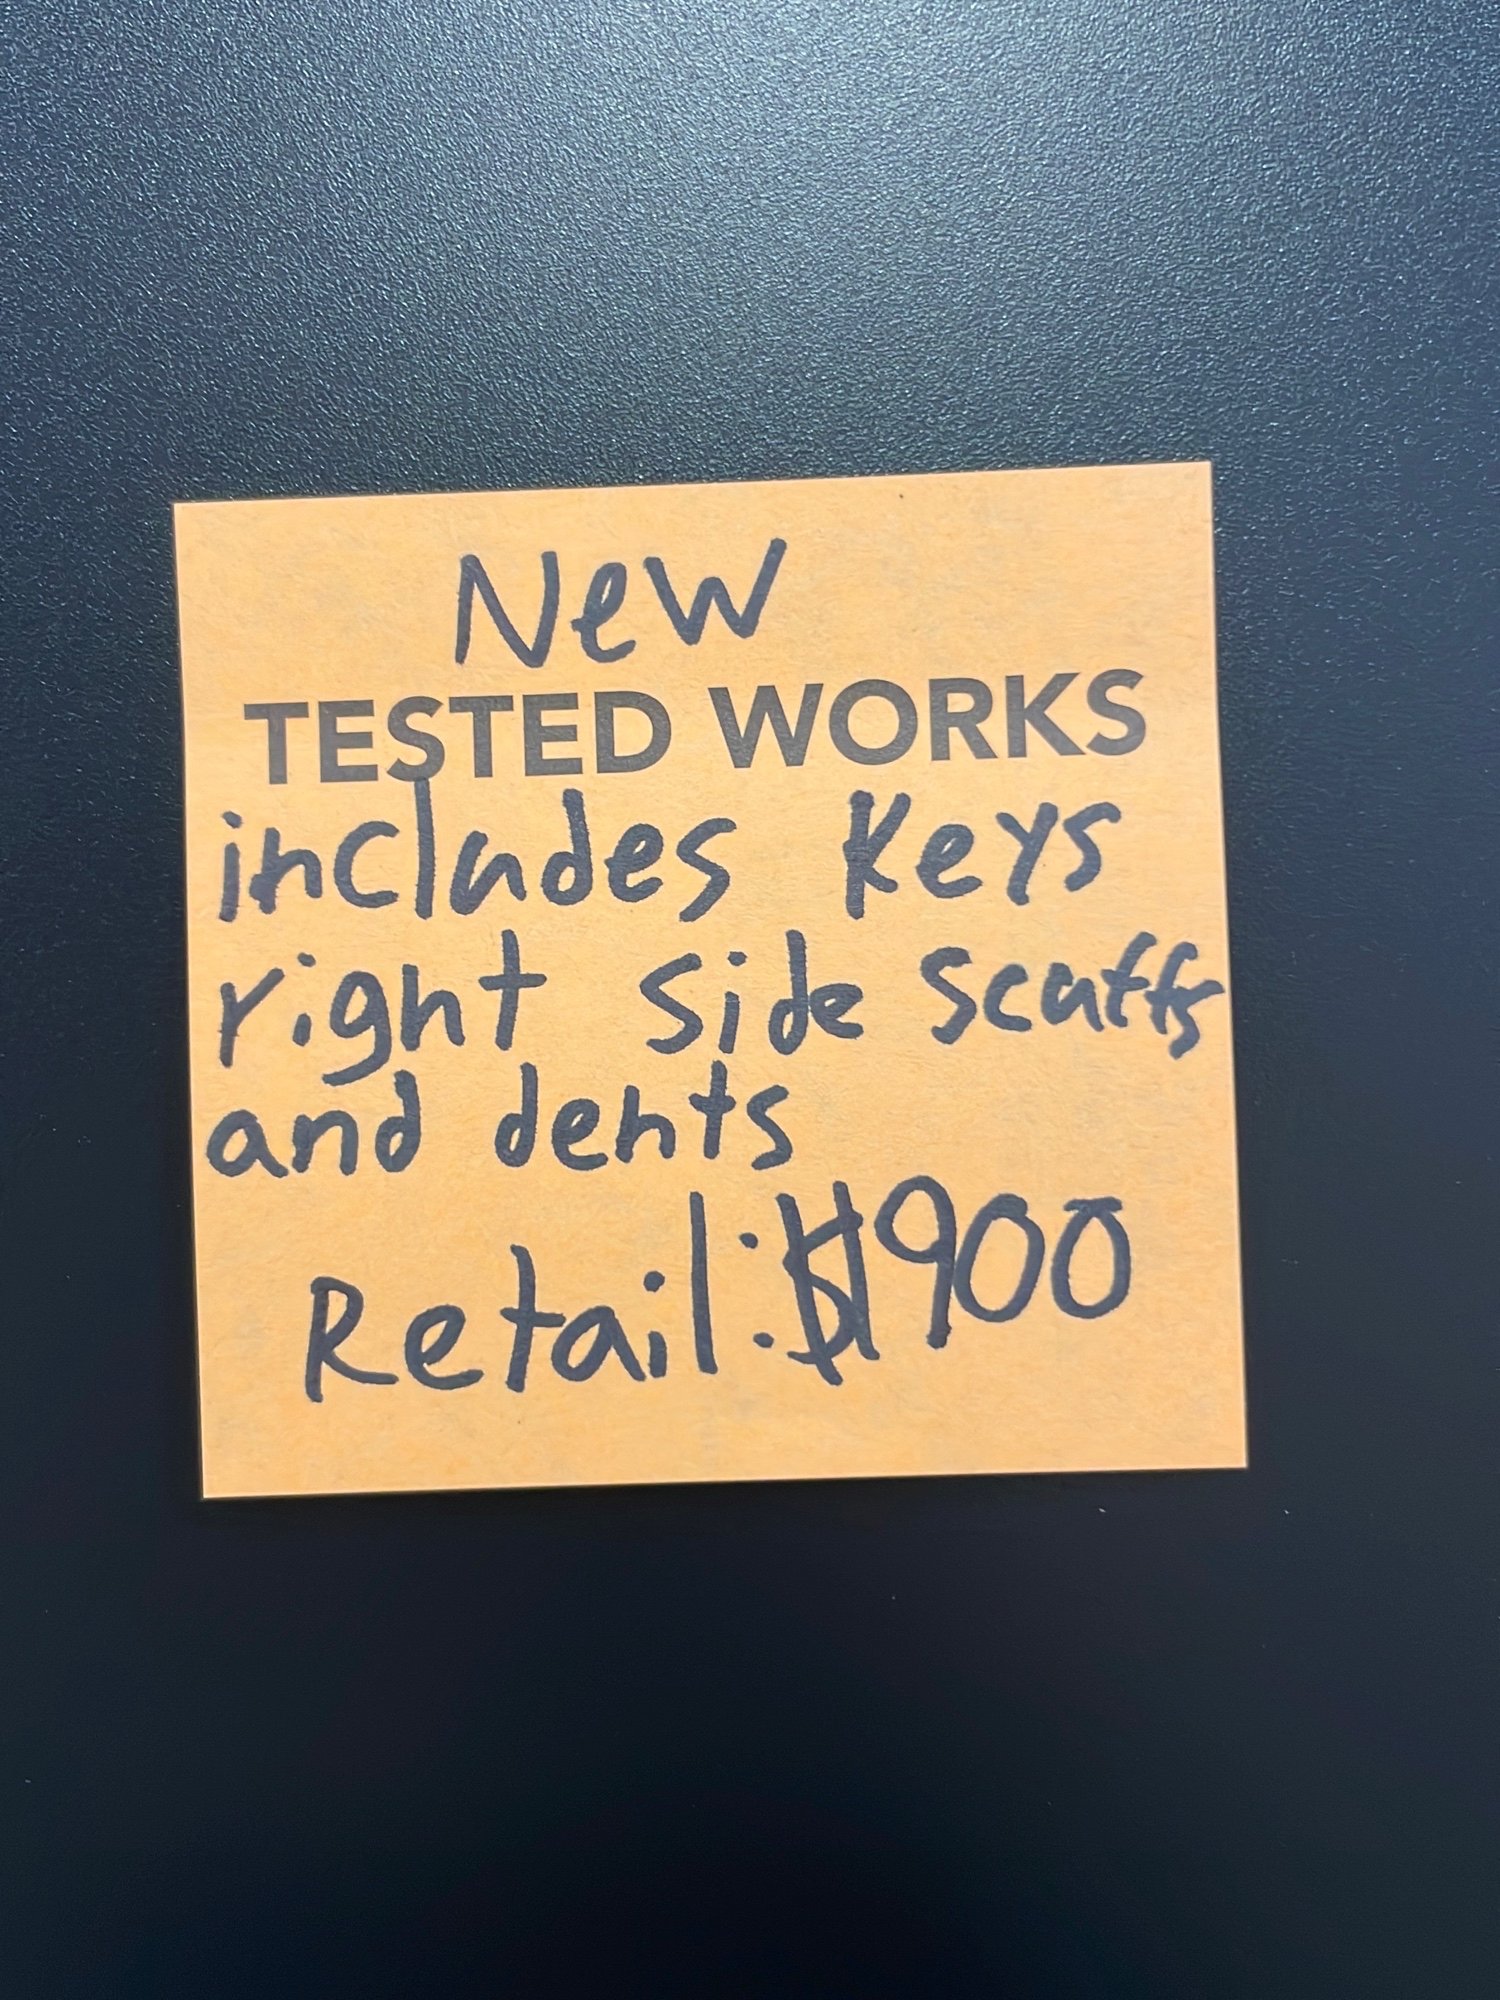 New
TESTED WORKS
includes Keys
right side scuffs
and dents
Retail: $1900